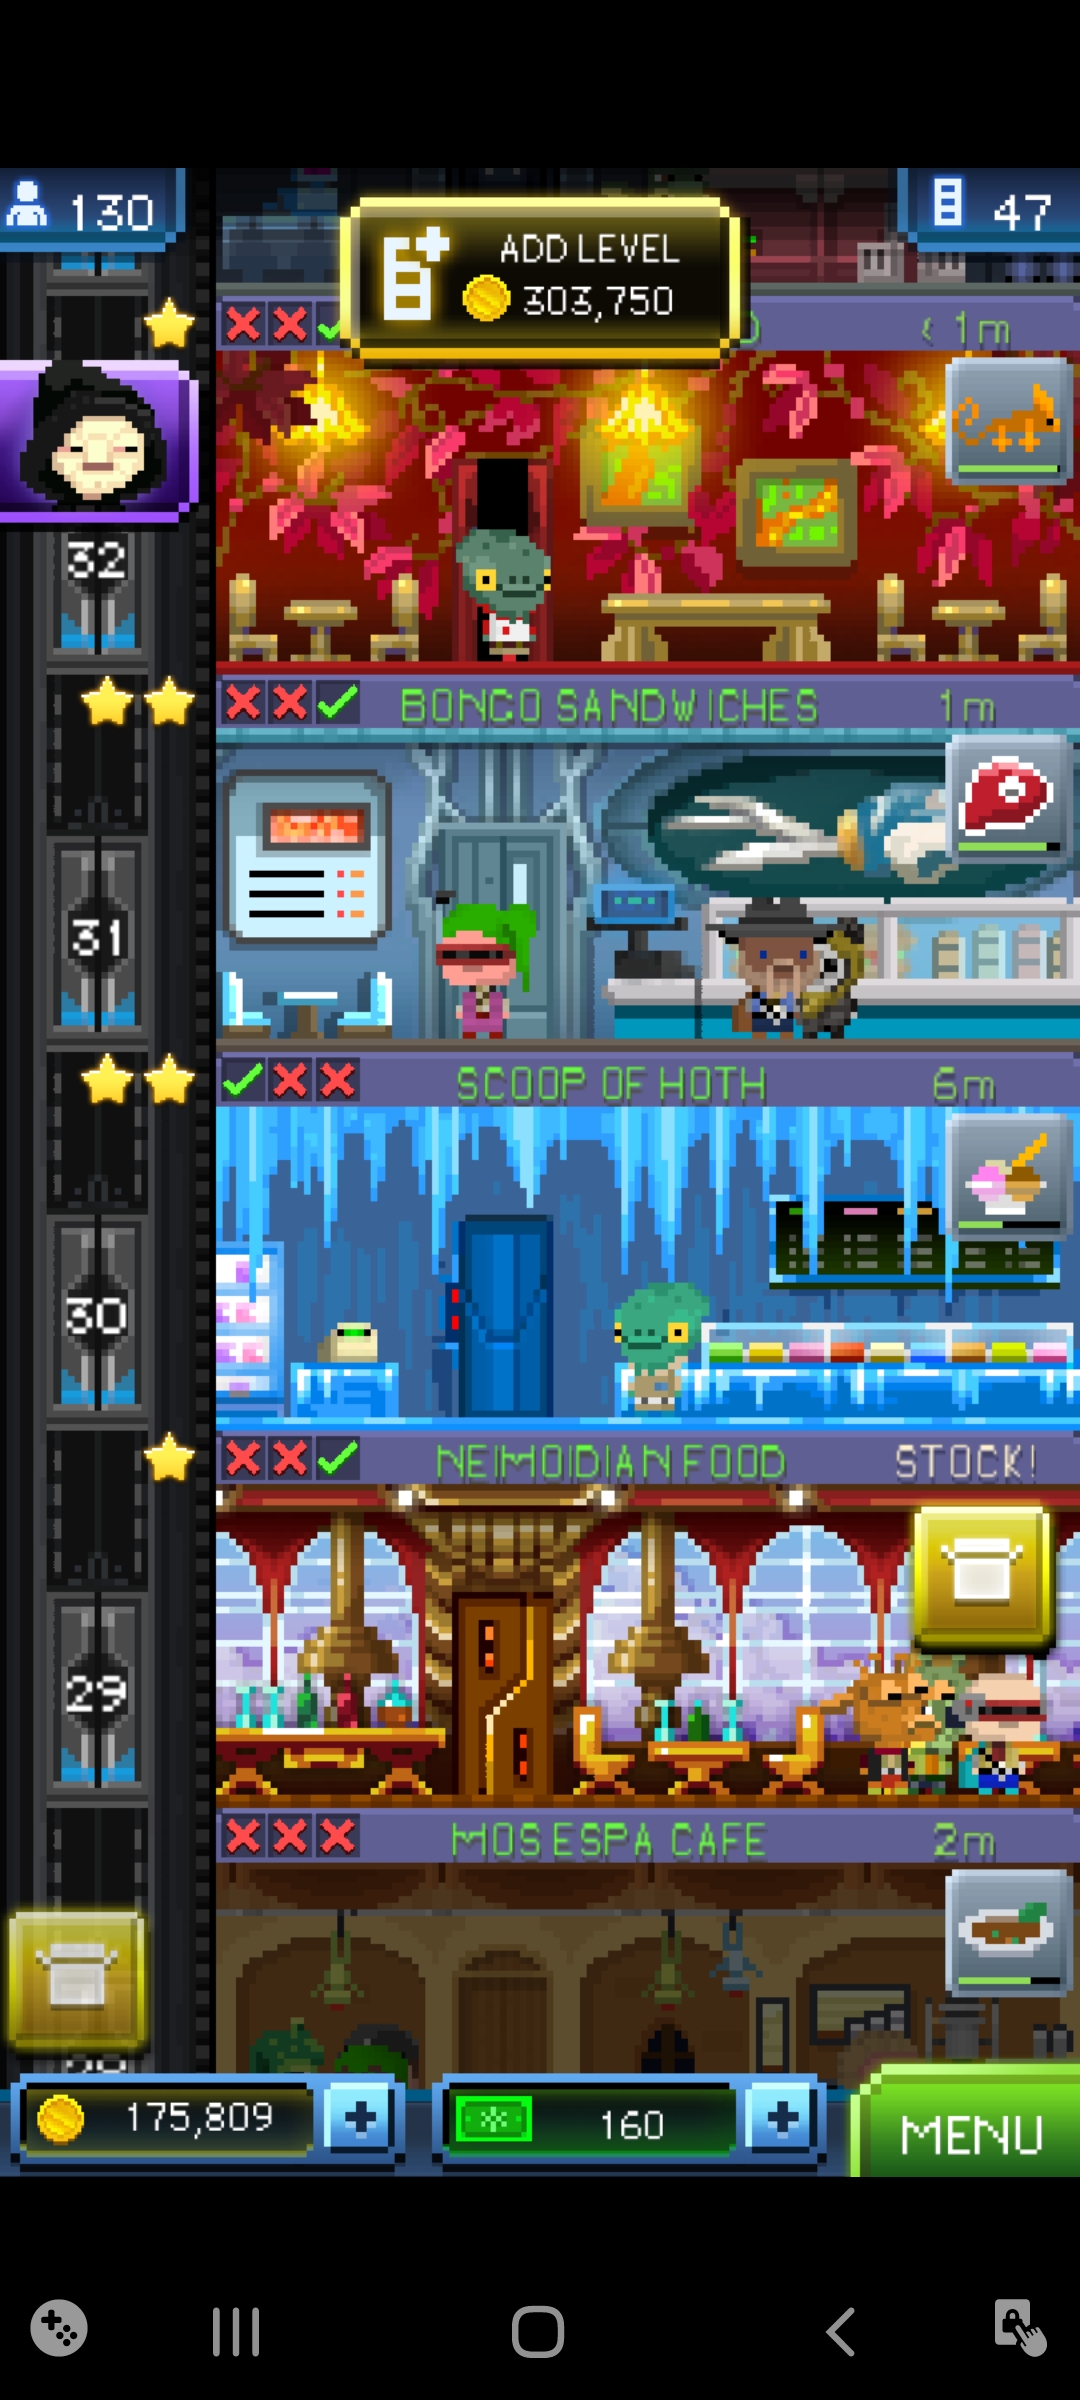 130
47
ADD LEVEL
303,750
< 1m
32
BONGO SANDWICHES 1m
31
SCOOP OF HOTH 6m
30
NEIMOIDIAN FOOD STOCK!
29
MOS ESPA CAFE 2m
175,809
160
MENU